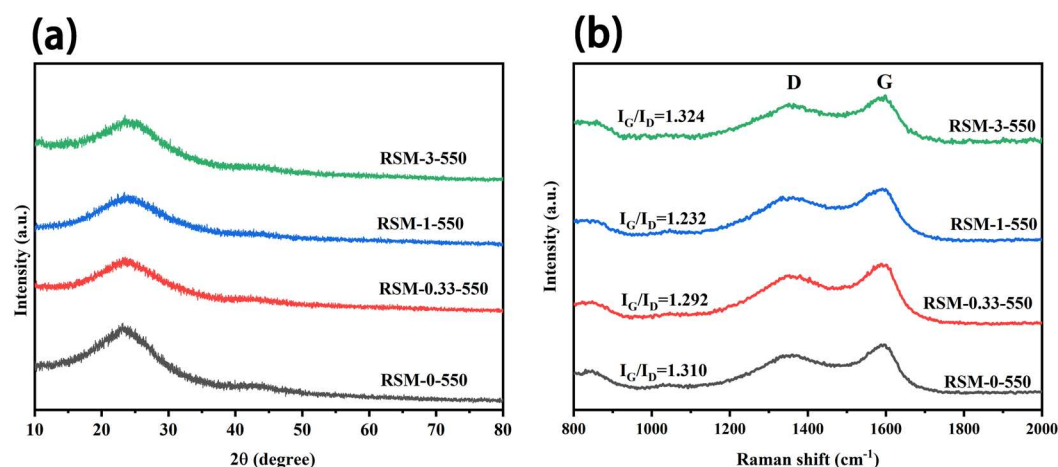 (a)
Intensity (a.u.)
RSM-3-550
RSM-1-550
RSM-0.33-550
RSM-0-550
10 20 30 40 50 60 70 80
2θ (degree)
(b)
Intensity (a.u.)
D G
I_G/I_D=1.324
RSM-3-550
I_G/I_D=1.232
RSM-1-550
I_G/I_D=1.292
RSM-0.33-550
I_G/I_D=1.310
RSM-0-550
800 1000 1200 1400 1600 1800 2000
Raman shift (cm⁻¹)